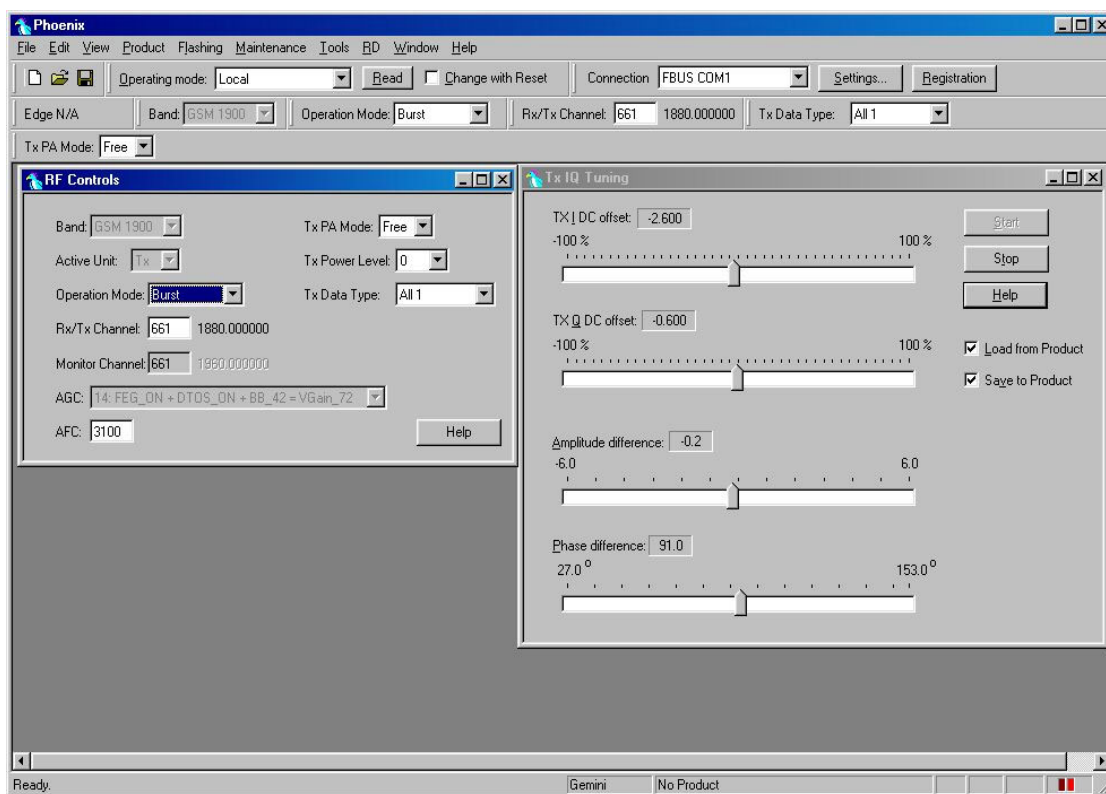 Phoenix
File Edit View Product Flashing Maintenance Tools RD Window Help
Operating mode: Local Read Change with Reset Connection FBUS COM1 Settings... Registration
Edge N/A Band: GSM 1900 Operation Mode: Burst Rx/Tx Channel: 661 1880.000000 Tx Data Type: All 1
Tx PA Mode: Free
RF Controls
Band: GSM 1900 Tx PA Mode: Free
Active Unit: Tx Tx Power Level: 0
Operation Mode: Burst Tx Data Type: All 1
Rx/Tx Channel: 661 1880.000000
Monitor Channel: 661 1960.000000
AGC: 14: FEG_ON + DTOS_ON + BB_42 = VGain_72
AFC: 3100 Help
Tx IQ Tuning
TX I DC offset: -2.600
-100 % 100 %
Start
Stop
Help
TX Q DC offset: -0.600
-100 % 100 %
Load from Product
Save to Product
Amplitude difference: -0.2
-6.0 6.0
Phase difference: 91.0
27.0 º 153.0 º
Ready. Gemini No Product